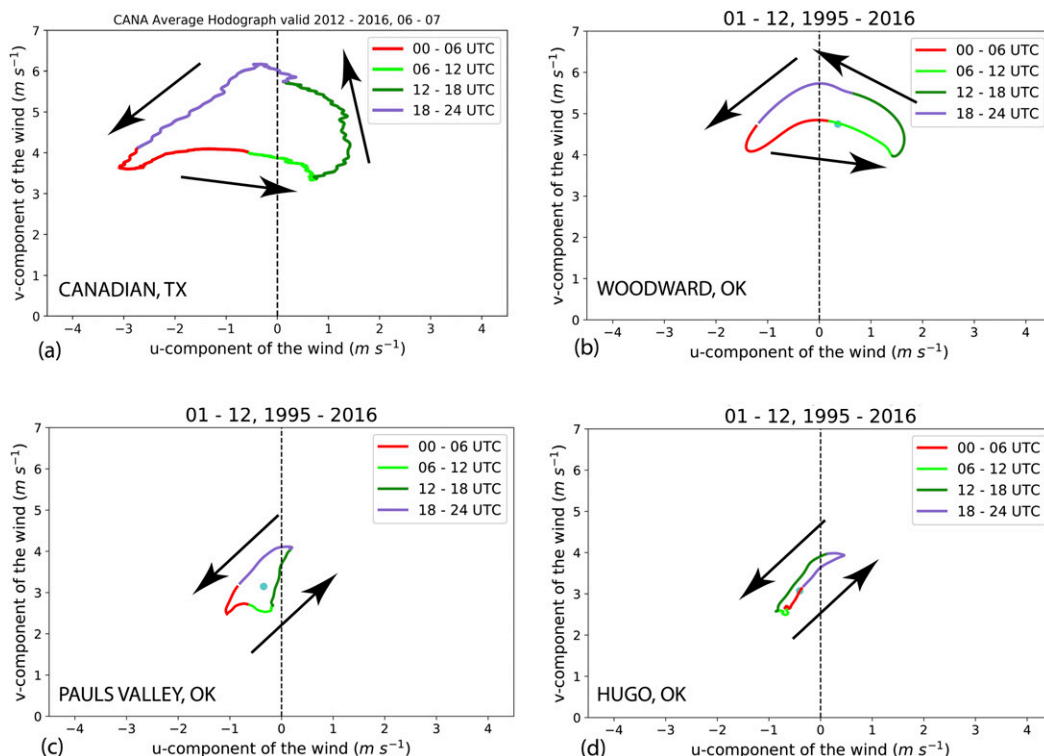 CANA Average Hodograph valid 2012 - 2016, 06 - 07
v-component of the wind (m s⁻¹)
7
6
5
4
3
2
1
0
00 - 06 UTC
06 - 12 UTC
12 - 18 UTC
18 - 24 UTC
CANADIAN, TX
−4 −3 −2 −1 0 1 2 3 4
(a) u-component of the wind (m s⁻¹)
01 - 12, 1995 - 2016
v-component of the wind (m s⁻¹)
7
6
5
4
3
2
1
0
00 - 06 UTC
06 - 12 UTC
12 - 18 UTC
18 - 24 UTC
WOODWARD, OK
−4 −3 −2 −1 0 1 2 3 4
(b) u-component of the wind (m s⁻¹)
01 - 12, 1995 - 2016
v-component of the wind (m s⁻¹)
7
6
5
4
3
2
1
0
00 - 06 UTC
06 - 12 UTC
12 - 18 UTC
18 - 24 UTC
PAULS VALLEY, OK
−4 −3 −2 −1 0 1 2 3 4
(c) u-component of the wind (m s⁻¹)
01 - 12, 1995 - 2016
v-component of the wind (m s⁻¹)
7
6
5
4
3
2
1
0
00 - 06 UTC
06 - 12 UTC
12 - 18 UTC
18 - 24 UTC
HUGO, OK
−4 −3 −2 −1 0 1 2 3 4
(d) u-component of the wind (m s⁻¹)